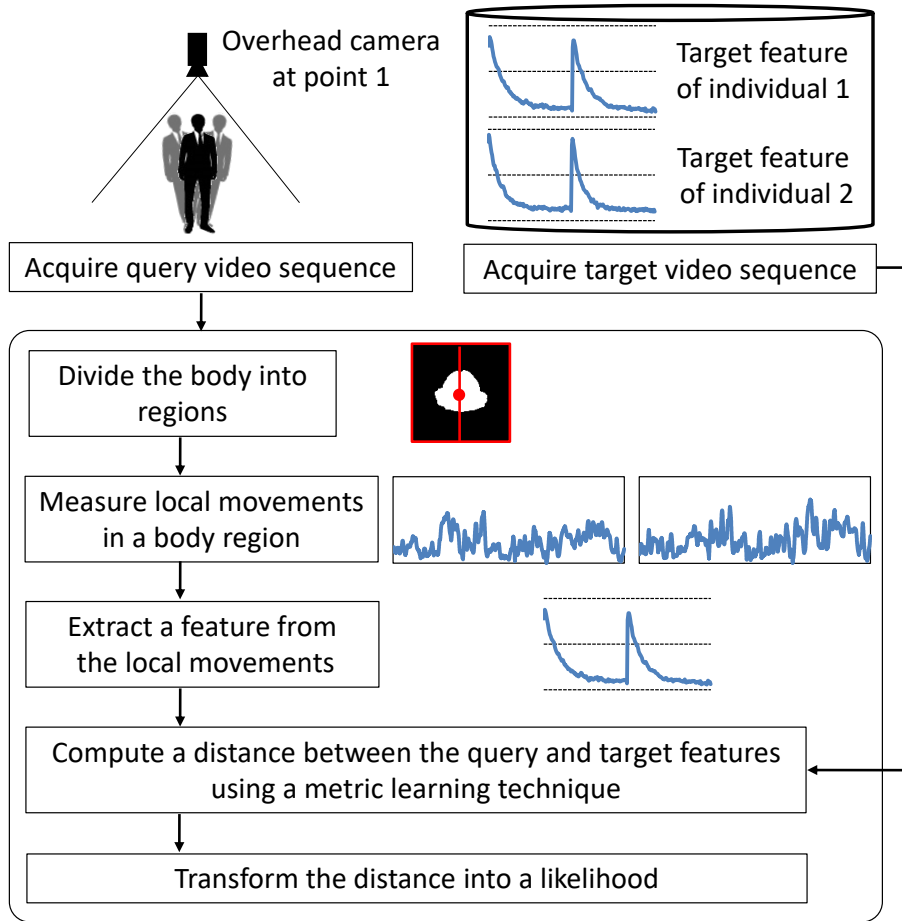 Overhead camera
at point 1
Target feature
of individual 1
Target feature
of individual 2
Acquire query video sequence
Acquire target video sequence
Divide the body into
regions
Measure local movements
in a body region
Extract a feature from
the local movements
Compute a distance between the query and target features
using a metric learning technique
Transform the distance into a likelihood